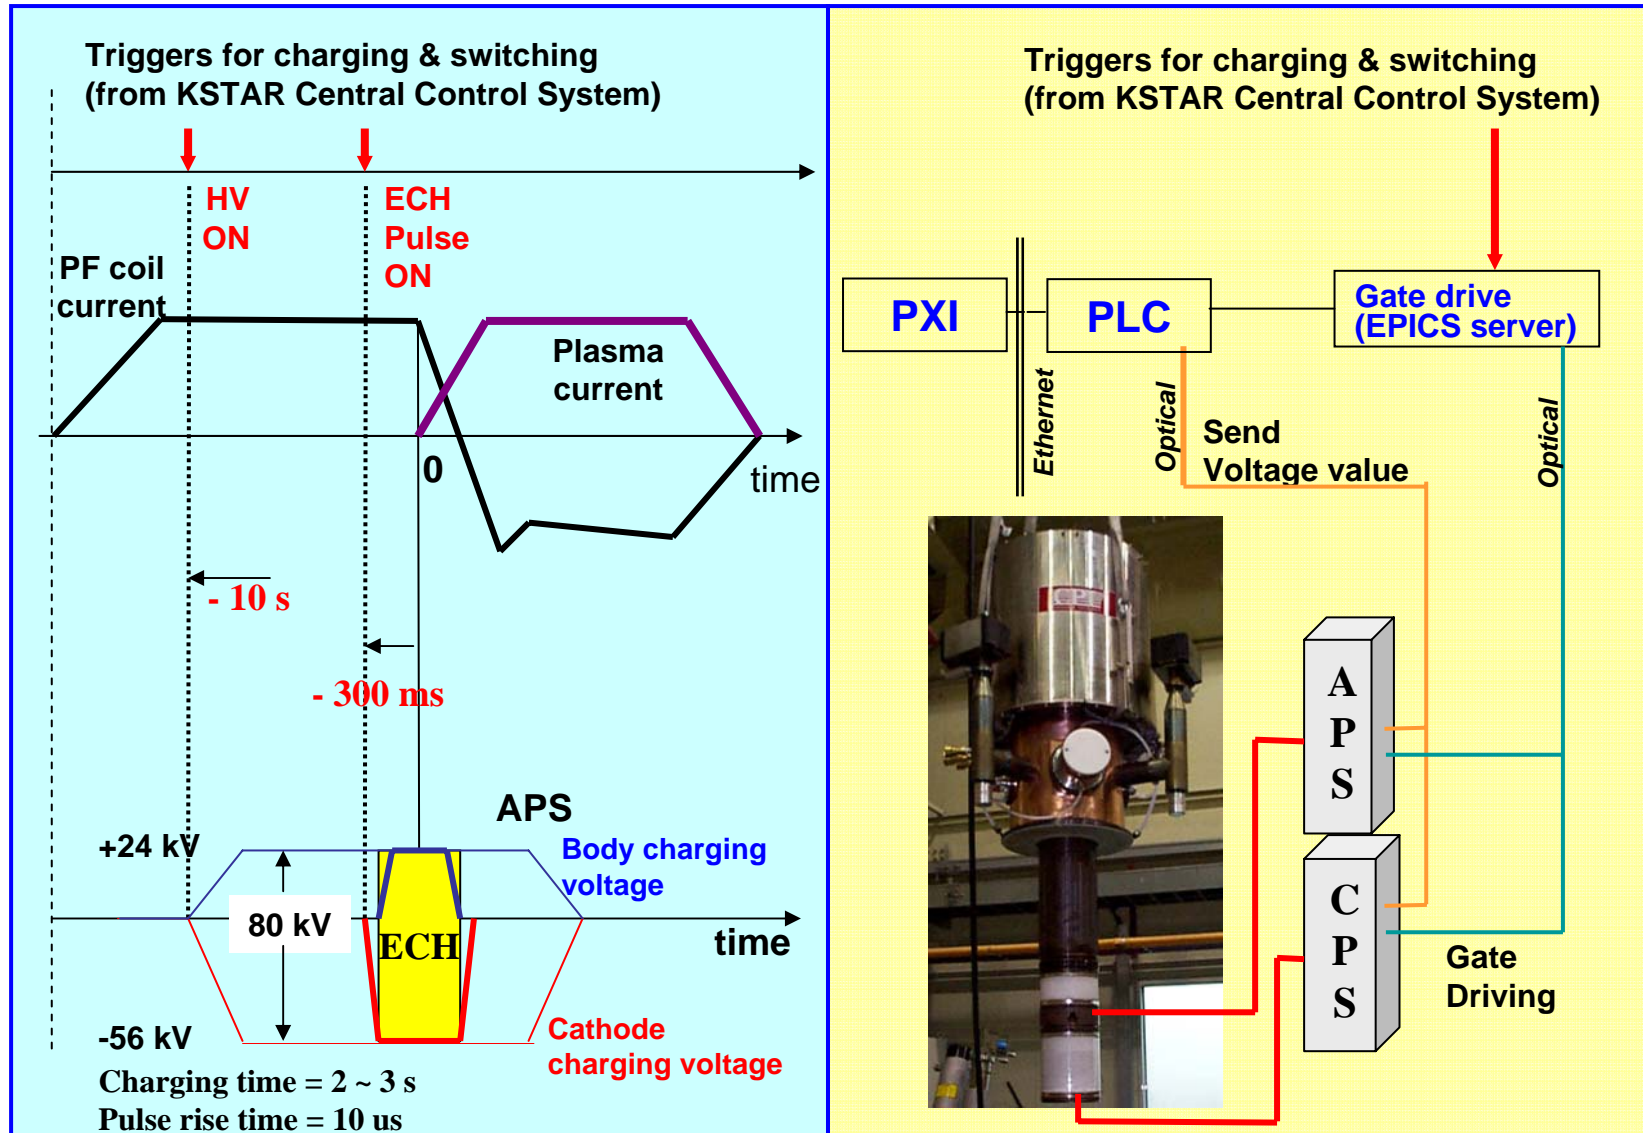 Triggers for charging & switching
(from KSTAR Central Control System)
HV
ON
ECH
Pulse
ON
PF coil
current
Plasma
current
0
time
- 10 s
- 300 ms
APS
+24 kV
Body charging
voltage
80 kV
ECH
time
-56 kV
Cathode
charging voltage
Charging time = 2 ~ 3 s
Pulse rise time = 10 us
Triggers for charging & switching
(from KSTAR Central Control System)
PXI
PLC
Gate drive
(EPICS server)
Ethernet
Optical
Send
Voltage value
Optical
A
P
S
C
P
S
Gate
Driving